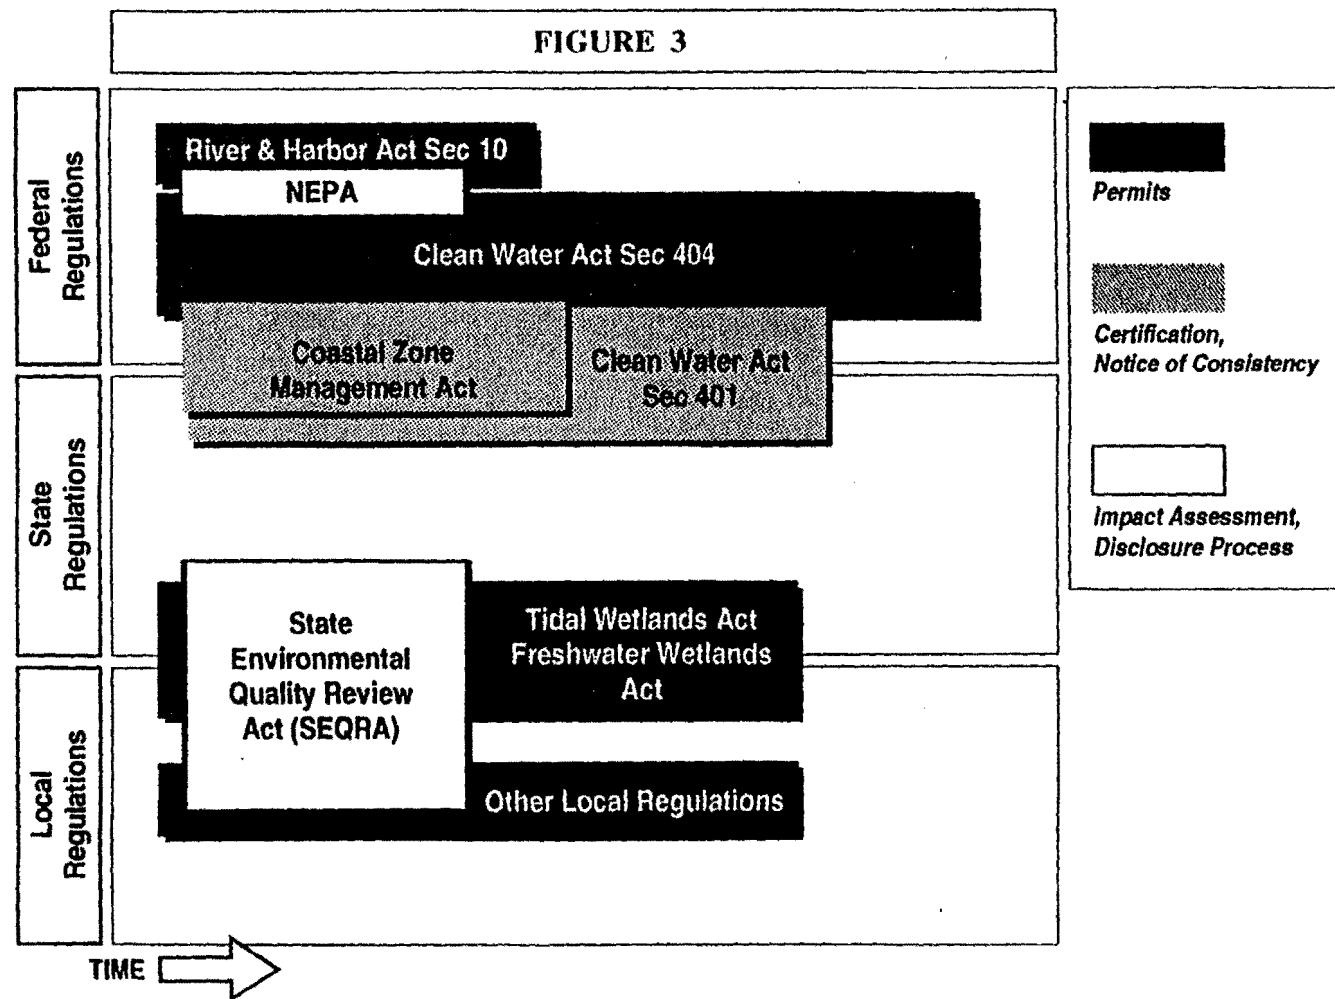 FIGURE 3
Federal
Regulations
River & Harbor Act Sec 10
NEPA
Clean Water Act Sec 404
Coastal Zone
Management Act
Clean Water Act
Sec 401
State
Regulations
State
Environmental
Quality Review
Act (SEQRA)
Tidal Wetlands Act
Freshwater Wetlands
Act
Local
Regulations
Other Local Regulations
TIME
Permits
Certification,
Notice of Consistency
Impact Assessment,
Disclosure Process